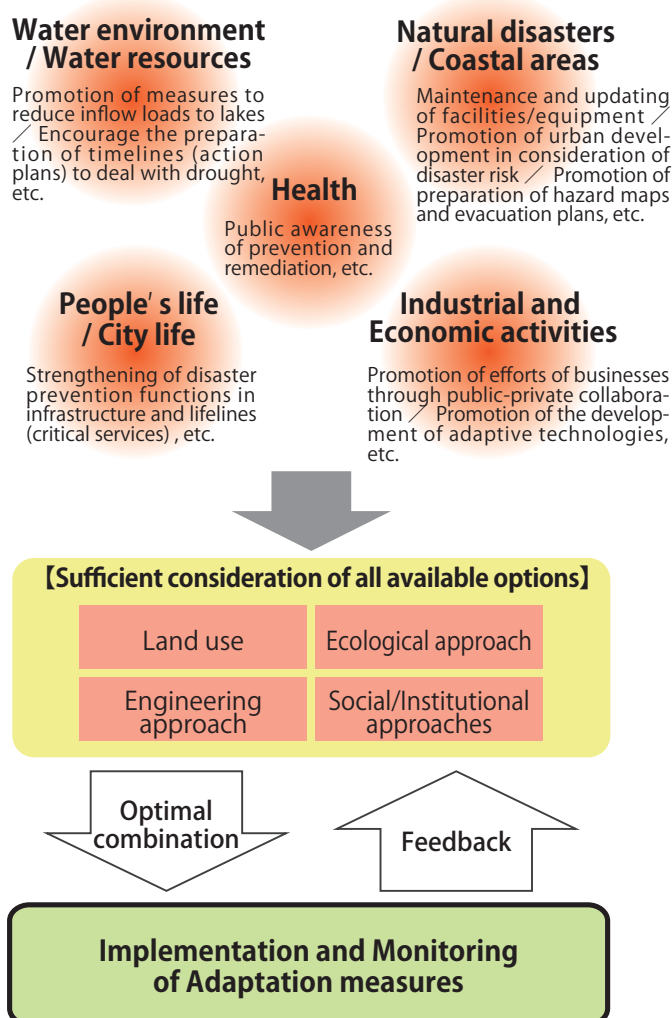 Water environment
/ Water resources
Promotion of measures to
reduce inflow loads to lakes
／ Encourage the prepara-
tion of timelines (action
plans) to deal with drought,
etc.
Natural disasters
/ Coastal areas
Maintenance and updating
of facilities/equipment ／
Promotion of urban devel-
opment in consideration of
disaster risk ／ Promotion of
preparation of hazard maps
and evacuation plans, etc.
Health
Public awareness
of prevention and
remediation, etc.
People' s life
/ City life
Strengthening of disaster
prevention functions in
infrastructure and lifelines
(critical services) , etc.
Industrial and
Economic activities
Promotion of efforts of businesses
through public-private collabora-
tion ／ Promotion of the develop-
ment of adaptive technologies,
etc.
【Sufficient consideration of all available options】
Land use
Ecological approach
Engineering
approach
Social/Institutional
approaches
Optimal
combination
Feedback
Implementation and Monitoring
of Adaptation measures